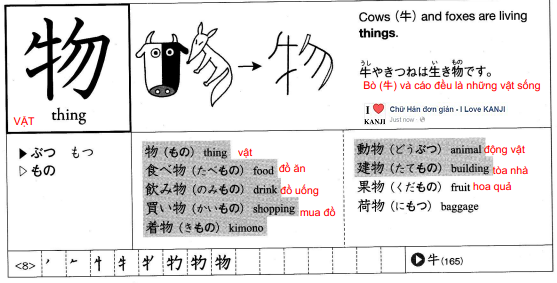 物
VẬT thing
Cows (牛) and foxes are living
things.
牛やきつねは生き物です。
うし い もの
Bò (牛) và cáo đều là những vật sống
I ❤ KANJI
Chữ Hán đơn giản - I Love KANJI
Just now
▶ぶつ もつ
▷もの
物(もの) thing vật
食べ物(たべもの) food đồ ăn
飲み物(のみもの) drink đồ uống
買い物(かいもの) shopping mua đồ
着物(きもの) kimono
動物(どうぶつ) animal động vật
建物(たてもの) building tòa nhà
果物(くだもの) fruit hoa quả
荷物(にもつ) baggage
<8>
牛 物
牛(165)